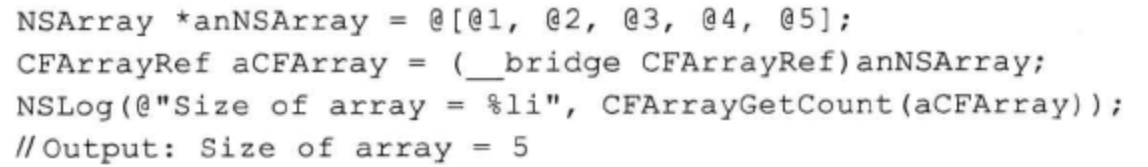 NSArray *anNSArray = @[@1, @2, @3, @4, @5];
CFArrayRef aCFArray = (__bridge CFArrayRef)anNSArray;
NSLog(@"Size of array = %li", CFArrayGetCount(aCFArray));
// Output: Size of array = 5